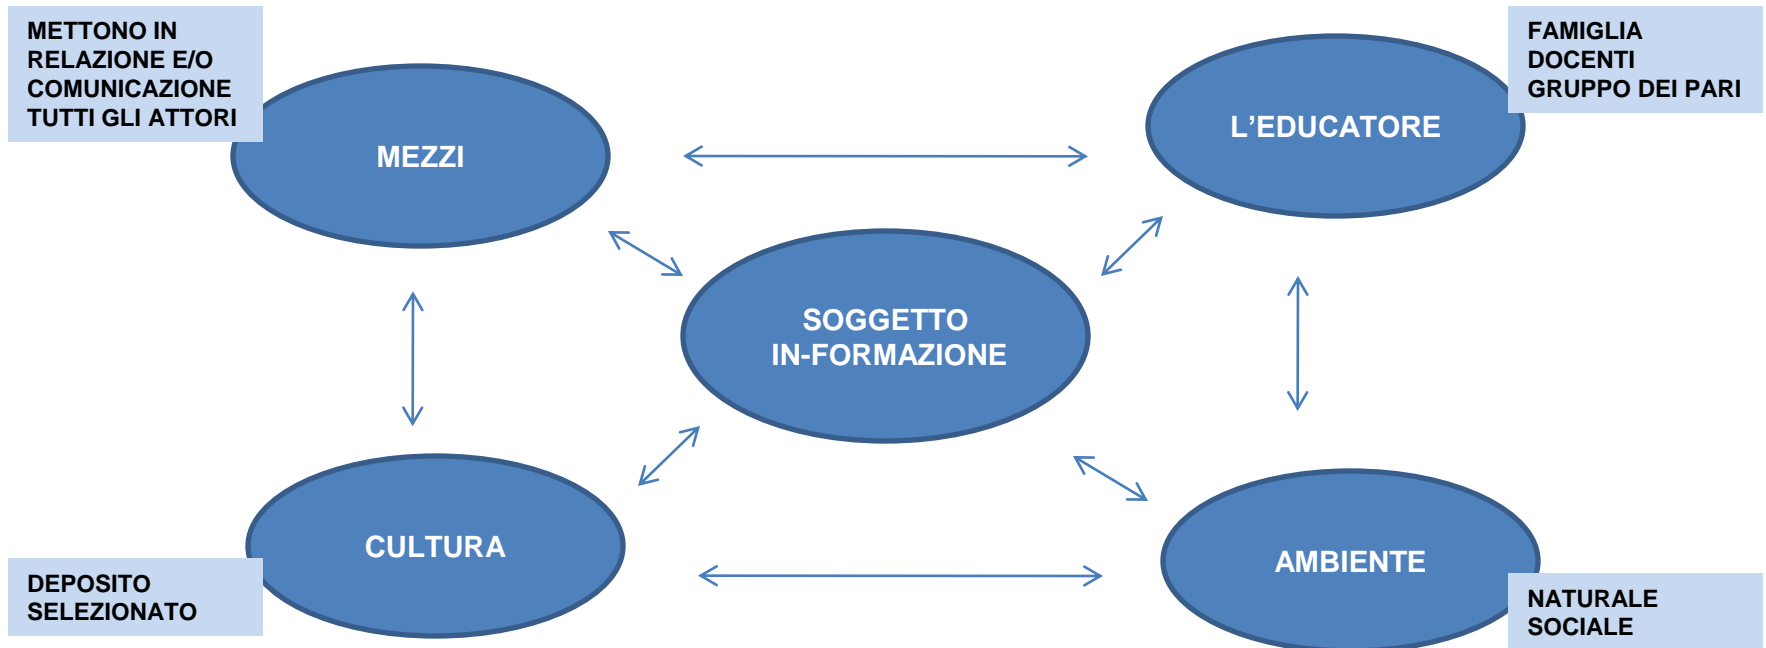 METTONO IN
RELAZIONE E/O
COMUNICAZIONE
TUTTI GLI ATTORI
MEZZI
FAMIGLIA
DOCENTI
GRUPPO DEI PARI
L’EDUCATORE
SOGGETTO
IN-FORMAZIONE
CULTURA
DEPOSITO
SELEZIONATO
AMBIENTE
NATURALE
SOCIALE